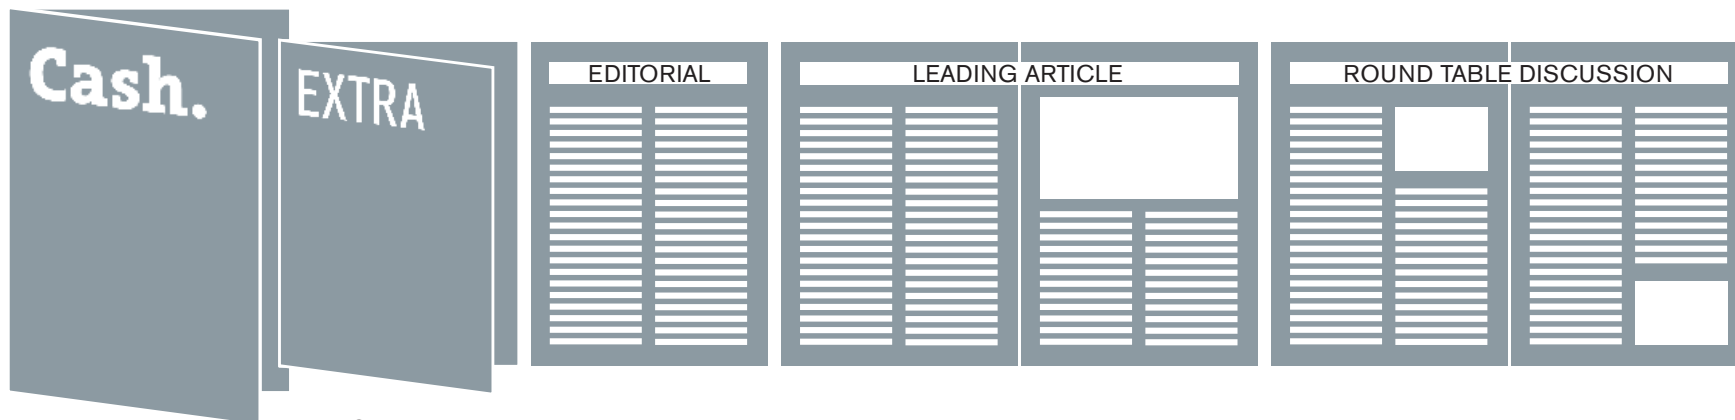 Cash.
EXTRA
EDITORIAL
LEADING ARTICLE
ROUND TABLE DISCUSSION